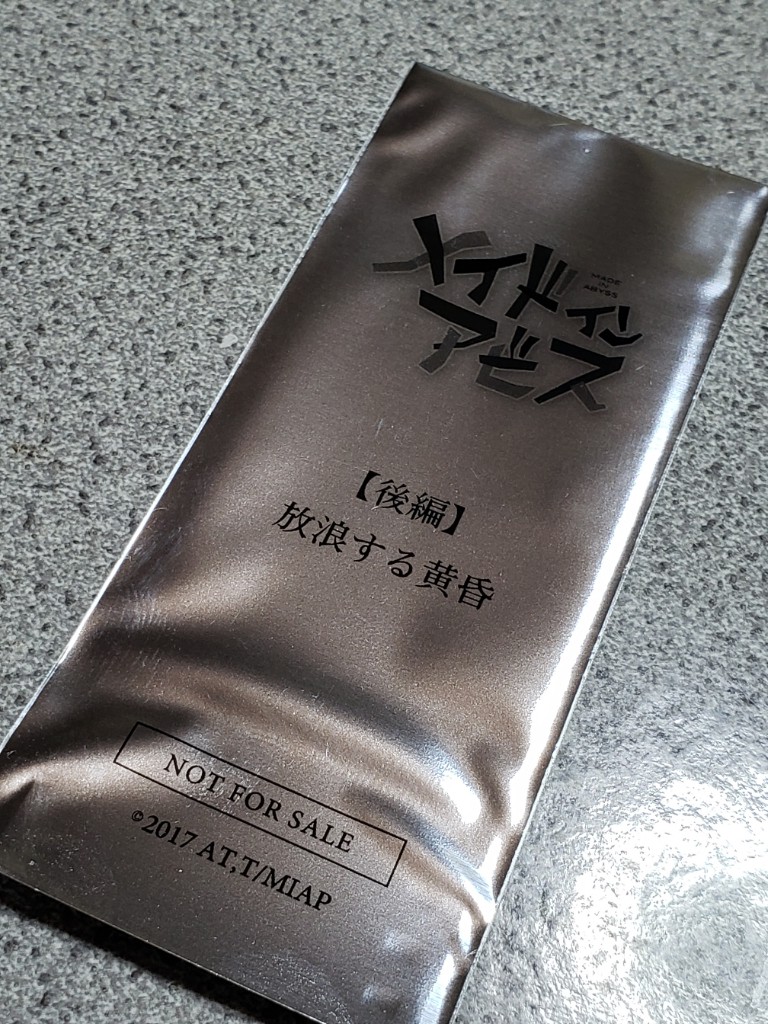 メイドイン
MADE
IN
ABYSS
アビス
【後編】
放浪する黄昏
NOT FOR SALE
©2017 AT,T/MIAP